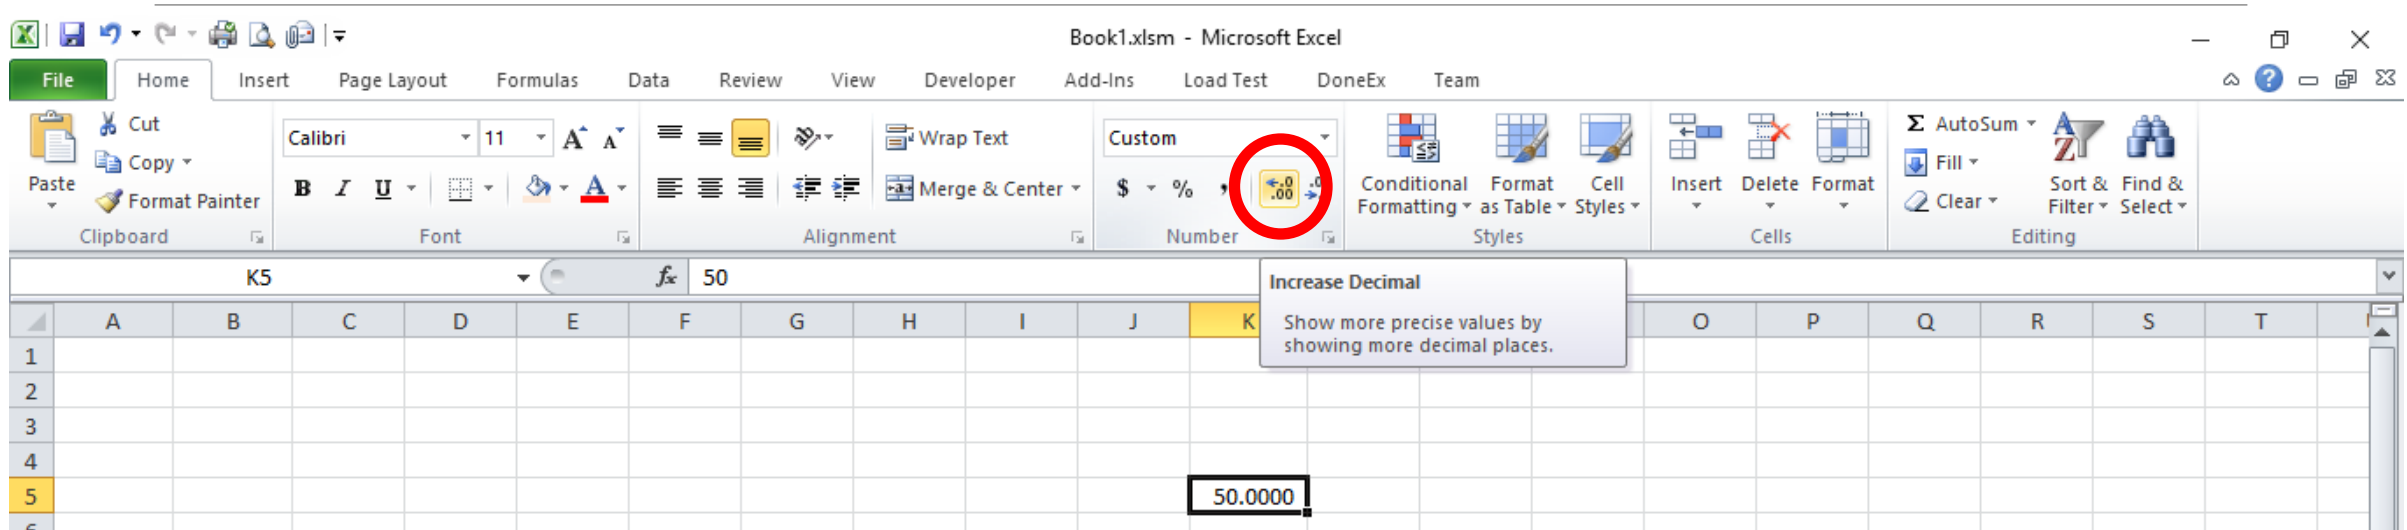 Book1.xlsm - Microsoft Excel
File Home Insert Page Layout Formulas Data Review View Developer Add-Ins Load Test DoneEx Team
Paste
Cut
Copy
Format Painter
Clipboard
Calibri 11 A A
B I U A
Font
Wrap Text
Merge & Center
Alignment
Custom
$ % , .0 .00 .0
Number
Conditional Formatting
Format as Table
Cell Styles
Styles
Insert Delete Format
Cells
Σ AutoSum
Fill
Clear
A Z Sort & Filter
Find & Select
Editing
K5 fx 50
Increase Decimal
Show more precise values by
showing more decimal places.
A B C D E F G H I J K O P Q R S T
1
2
3
4
5 50.0000